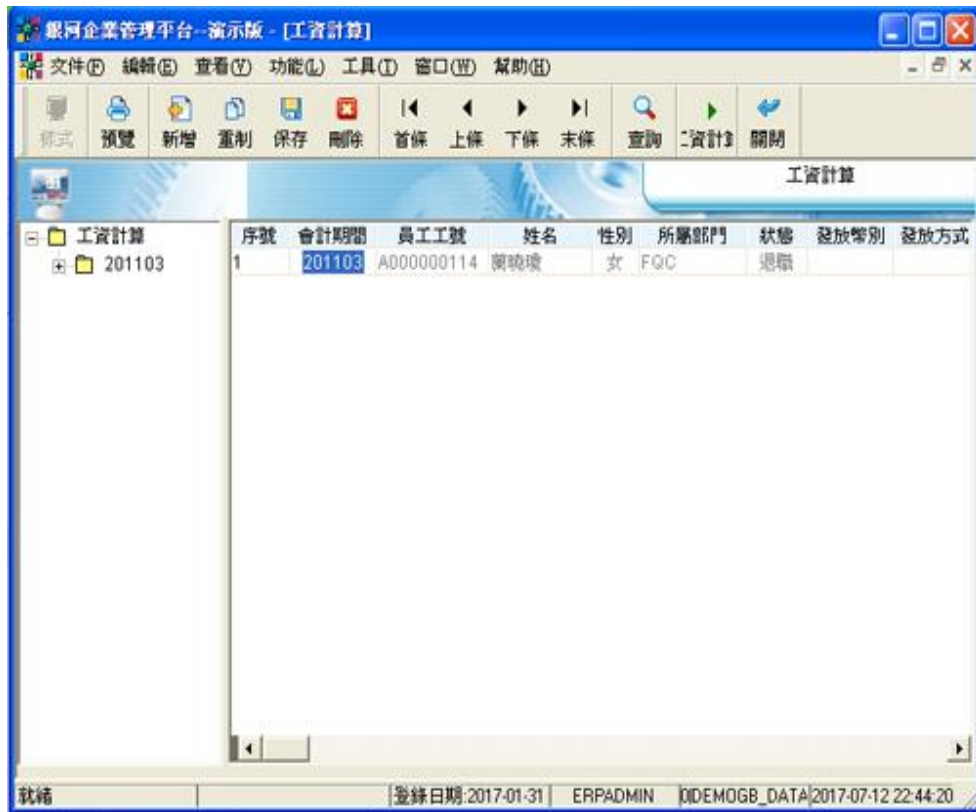 銀河企業管理平台--演示版 - [工資計算]
文件(F) 編輯(E) 查看(V) 功能(L) 工具(T) 窗口(W) 幫助(H)
樣式 預覽 新增 重制 保存 刪除 首條 上條 下條 末條 查詢 資計 關閉
工資計算
工資計算
201103
序號 會計期間 員工工號 姓名 性別 所屬部門 狀態 發放幣別 發放方式
1 201103 A000000114 女 FQC 退職
就緒 登錄日期:2017-01-31 ERPADMIN DEMOGB_DATA 2017-07-12 22:44:20